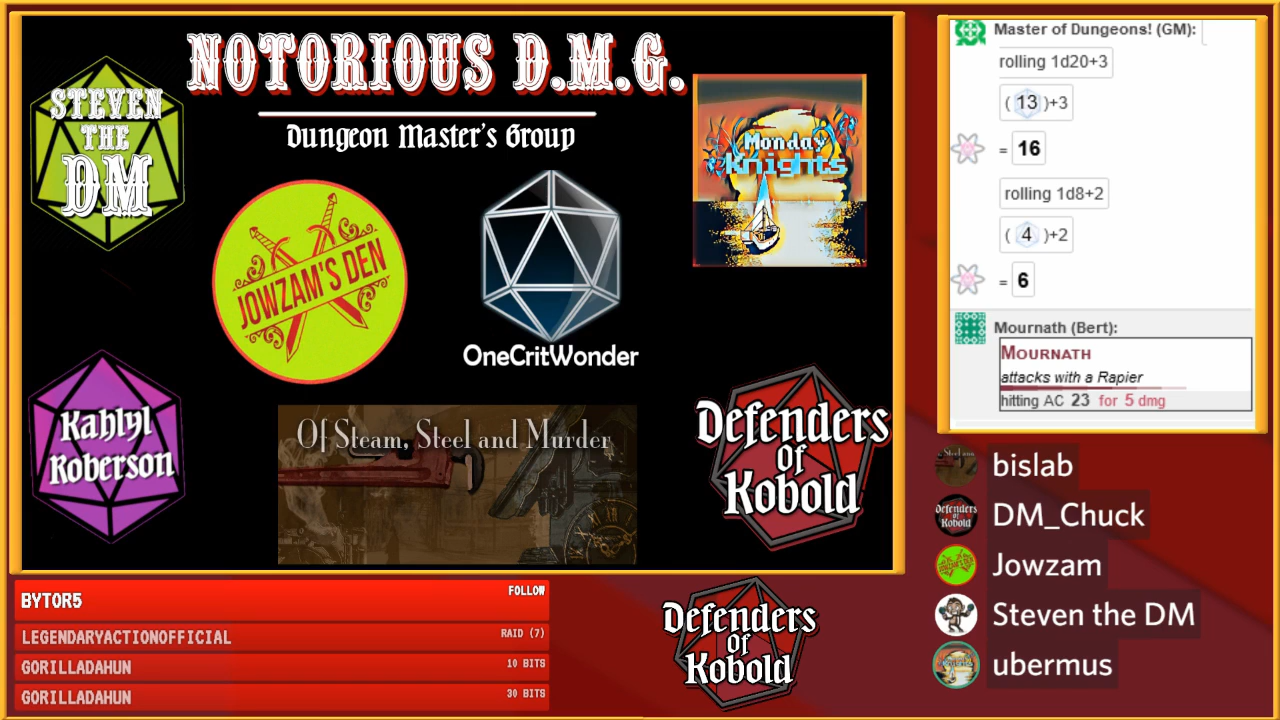 NOTORIOUS D.M.G.
Dungeon Master's Group
STEVEN
THE
DM
Monday
Knights
JOWZAM'S DEN
OneCritWonder
Kahlyl
Roberson
Of Steam, Steel and Murder
Defenders
of
Kobold
Master of Dungeons! (GM):
rolling 1d20+3
( 13 )+3
= 16
rolling 1d8+2
( 4 )+2
= 6
Mournath (Bert):
MOURNATH
attacks with a Rapier
hitting AC 23 for 5 dmg
bislab
DM_Chuck
Jowzam
Steven the DM
ubermus
BYTOR5 FOLLOW
LEGENDARYACTIONOFFICIAL RAID (7)
GORILLADAHUN 10 BITS
GORILLADAHUN 30 BITS
Defenders
of
Kobold